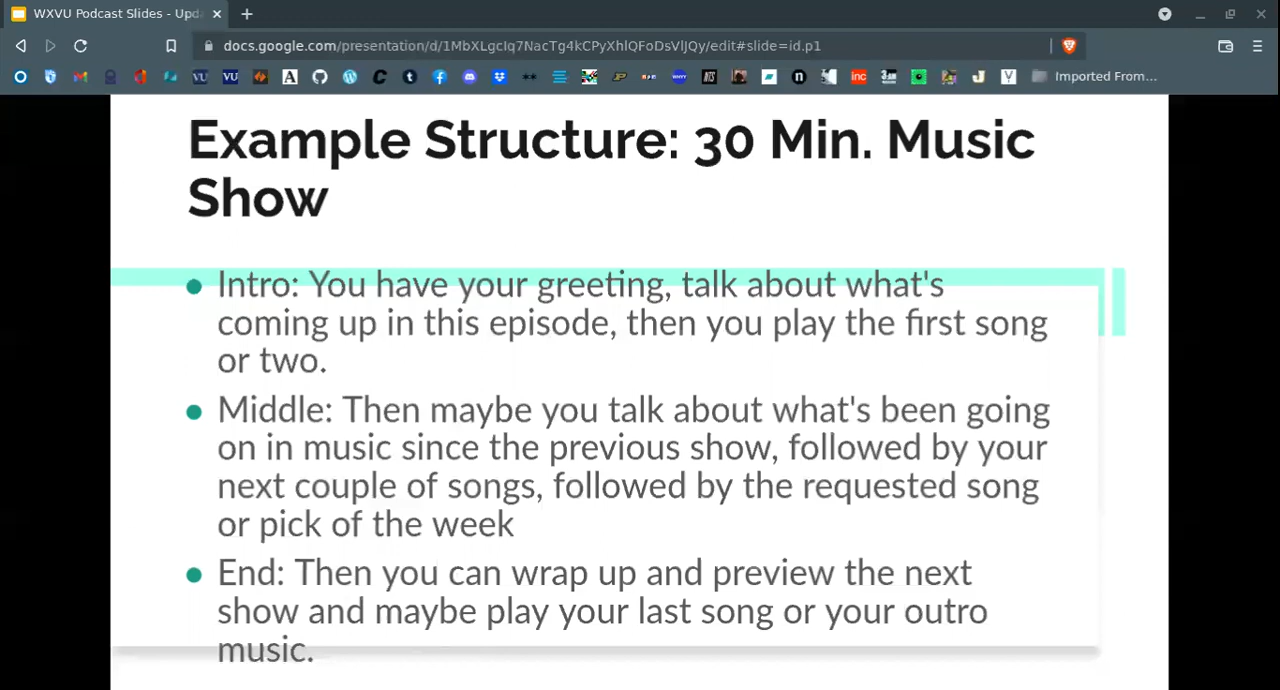 WXVU Podcast Slides - Upda
docs.google.com/presentation/d/1MbXLgcIq7NacTg4kCPyXhlQFoDsVlJQy/edit#slide=id.p1
Imported From...
Example Structure: 30 Min. Music
Show
• Intro: You have your greeting, talk about what's
coming up in this episode, then you play the first song
or two.
• Middle: Then maybe you talk about what's been going
on in music since the previous show, followed by your
next couple of songs, followed by the requested song
or pick of the week
• End: Then you can wrap up and preview the next
show and maybe play your last song or your outro
music.